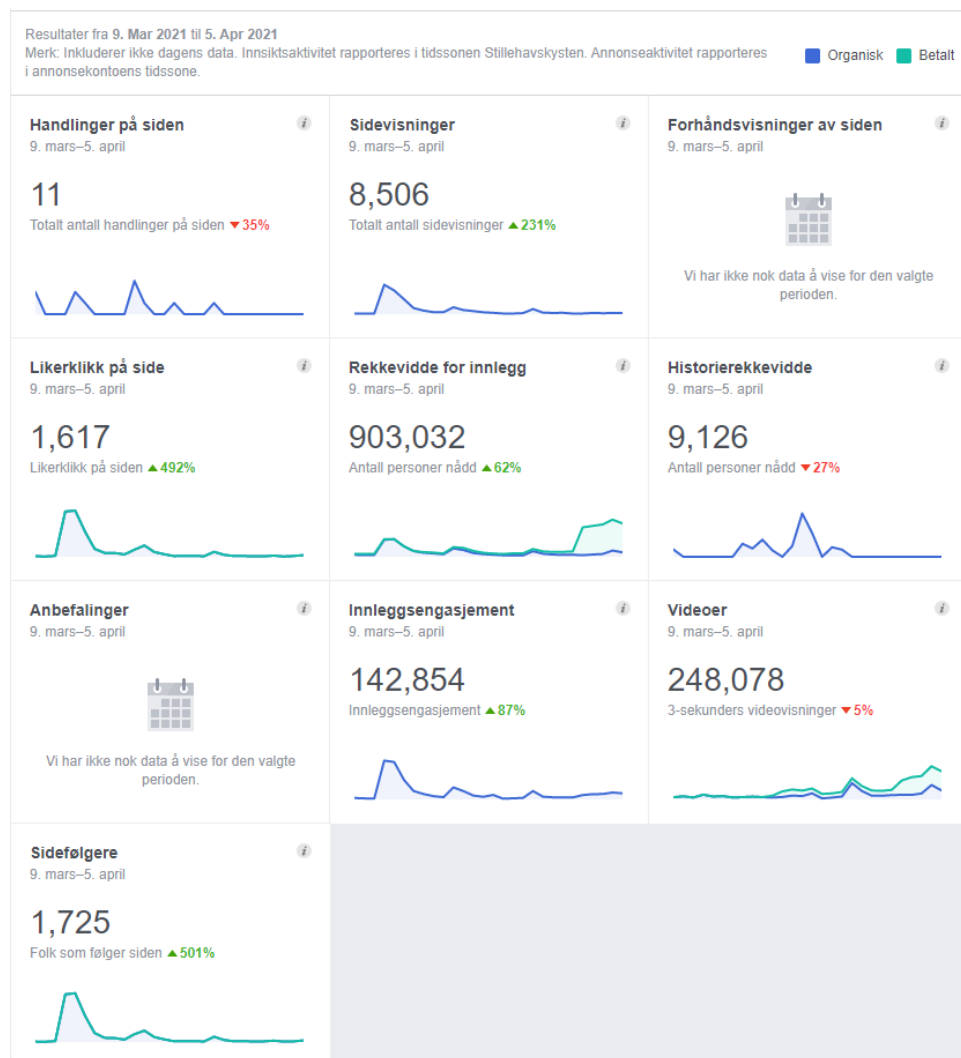 Resultater fra 9. Mar 2021 til 5. Apr 2021
Merk: Inkluderer ikke dagens data. Innsiktsaktivitet rapporteres i tidssonen Stillehavskysten. Annonseaktivitet rapporteres
i annonsekontoens tidssone.
Organisk
Betalt
Handlinger på siden
9. mars–5. april
11
Totalt antall handlinger på siden ▼35%
Sidevisninger
9. mars–5. april
8,506
Totalt antall sidevisninger ▲231%
Forhåndsvisninger av siden
9. mars–5. april
Vi har ikke nok data å vise for den valgte
perioden.
Likerklikk på side
9. mars–5. april
1,617
Likerklikk på siden ▲492%
Rekkevidde for innlegg
9. mars–5. april
903,032
Antall personer nådd ▲62%
Historierekkevidde
9. mars–5. april
9,126
Antall personer nådd ▼27%
Anbefalinger
9. mars–5. april
Vi har ikke nok data å vise for den valgte
perioden.
Innleggsengasjement
9. mars–5. april
142,854
Innleggsengasjement ▲87%
Videoer
9. mars–5. april
248,078
3-sekunders videovisninger ▼5%
Sidefølgere
9. mars–5. april
1,725
Folk som følger siden ▲501%